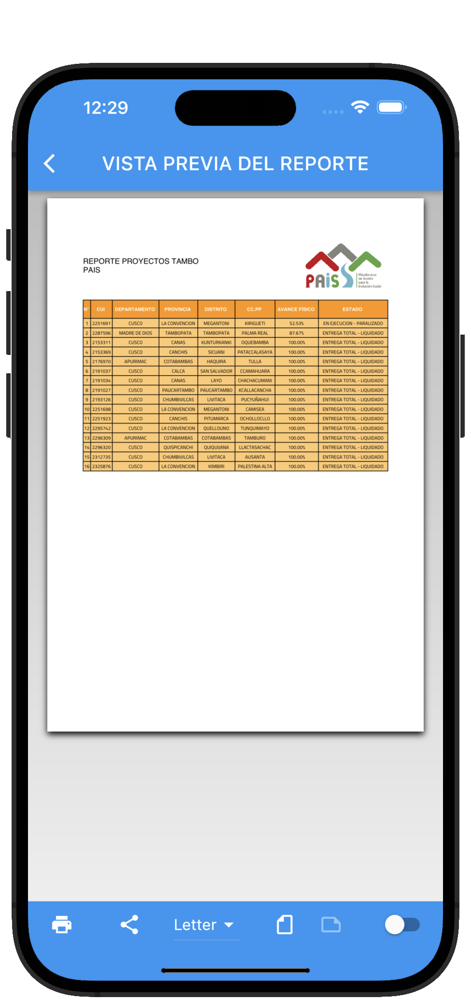 12:29
VISTA PREVIA DEL REPORTE
REPORTE PROYECTOS TAMBO
PAIS
PAiS
Plataformas
de Acción
para la
Inclusión Social
N° CUI DEPARTAMENTO PROVINCIA DISTRITO CC.PP AVANCE FÍSICO ESTADO
1 2251691 CUSCO LA CONVENCION MEGANTONI KIRIGUETI 52.53% EN EJECUCION - PARALIZADO
2 2287596 MADRE DE DIOS TAMBOPATA TAMBOPATA PALMA REAL 87.67% ENTREGA TOTAL - LIQUIDADO
3 2153311 CUSCO CANAS KUNTURKANKI OQUEBAMBA 100.00% ENTREGA TOTAL - LIQUIDADO
4 2153369 CUSCO CANCHIS SICUANI PATACCALASAYA 100.00% ENTREGA TOTAL - LIQUIDADO
5 2176970 APURIMAC COTABAMBAS HAQUIRA TULLA 100.00% ENTREGA TOTAL - LIQUIDADO
6 2191037 CUSCO CALCA SAN SALVADOR CCAMAHUARA 100.00% ENTREGA TOTAL - LIQUIDADO
7 2191034 CUSCO CANAS LAYO CHACHACUMANI 100.00% ENTREGA TOTAL - LIQUIDADO
8 2191027 CUSCO PAUCARTAMBO PAUCARTAMBO KCALLACANCHA 100.00% ENTREGA TOTAL - LIQUIDADO
9 2193126 CUSCO CHUMBIVILCAS LIVITACA PUCYUÑAHUI 100.00% ENTREGA TOTAL - LIQUIDADO
10 2251698 CUSCO LA CONVENCION MEGANTONI CAMISEA 100.00% ENTREGA TOTAL - LIQUIDADO
11 2251923 CUSCO CANCHIS PITUMARCA OCHOLLOCLLO 100.00% ENTREGA TOTAL - LIQUIDADO
12 2295742 CUSCO LA CONVENCION QUELLOUNO TUNQUIMAYO 100.00% ENTREGA TOTAL - LIQUIDADO
13 2296309 APURIMAC COTABAMBAS COTABAMBAS TAMBURO 100.00% ENTREGA TOTAL - LIQUIDADO
14 2296320 CUSCO QUISPICANCHI QUIQUIJANA LLACTASACHAC 100.00% ENTREGA TOTAL - LIQUIDADO
15 2312735 CUSCO CHUMBIVILCAS LIVITACA AUSANTA 100.00% ENTREGA TOTAL - LIQUIDADO
16 2325876 CUSCO LA CONVENCION KIMBIRI PALESTINA ALTA 100.00% ENTREGA TOTAL - LIQUIDADO
Letter